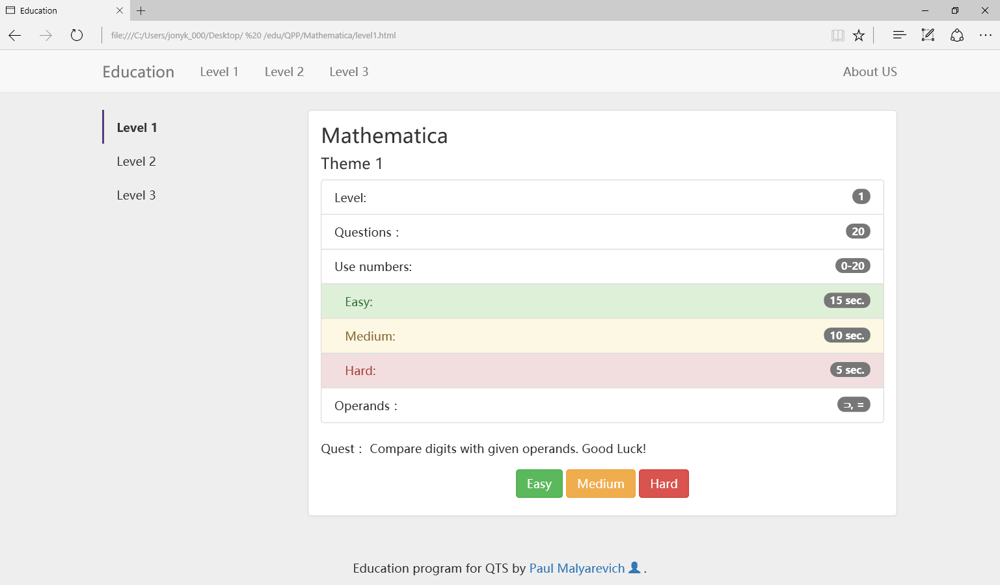 Education
file:///C:/Users/jonyk_000/Desktop/ %20 /edu/QPP/Mathematica/level1.html
Education Level 1 Level 2 Level 3 About US
Level 1
Level 2
Level 3
Mathematica
Theme 1
Level: 1
Questions : 20
Use numbers: 0-20
Easy: 15 sec.
Medium: 10 sec.
Hard: 5 sec.
Operands : ⊃, =
Quest : Compare digits with given operands. Good Luck!
Easy Medium Hard
Education program for QTS by Paul Malyarevich .